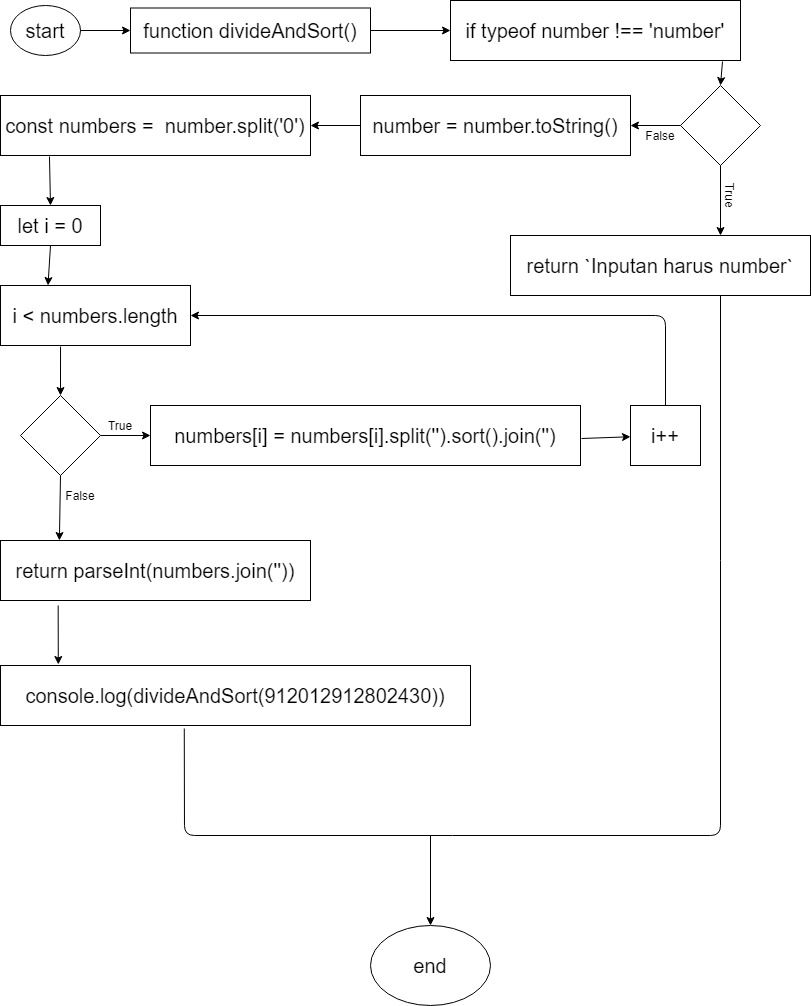 start
function divideAndSort()
if typeof number !== 'number'
False
True
number = number.toString()
const numbers =  number.split('0')
return `Inputan harus number`
let i = 0
i < numbers.length
True
False
numbers[i] = numbers[i].split('').sort().join('')
i++
return parseInt(numbers.join(''))
console.log(divideAndSort(912012912802430))
end